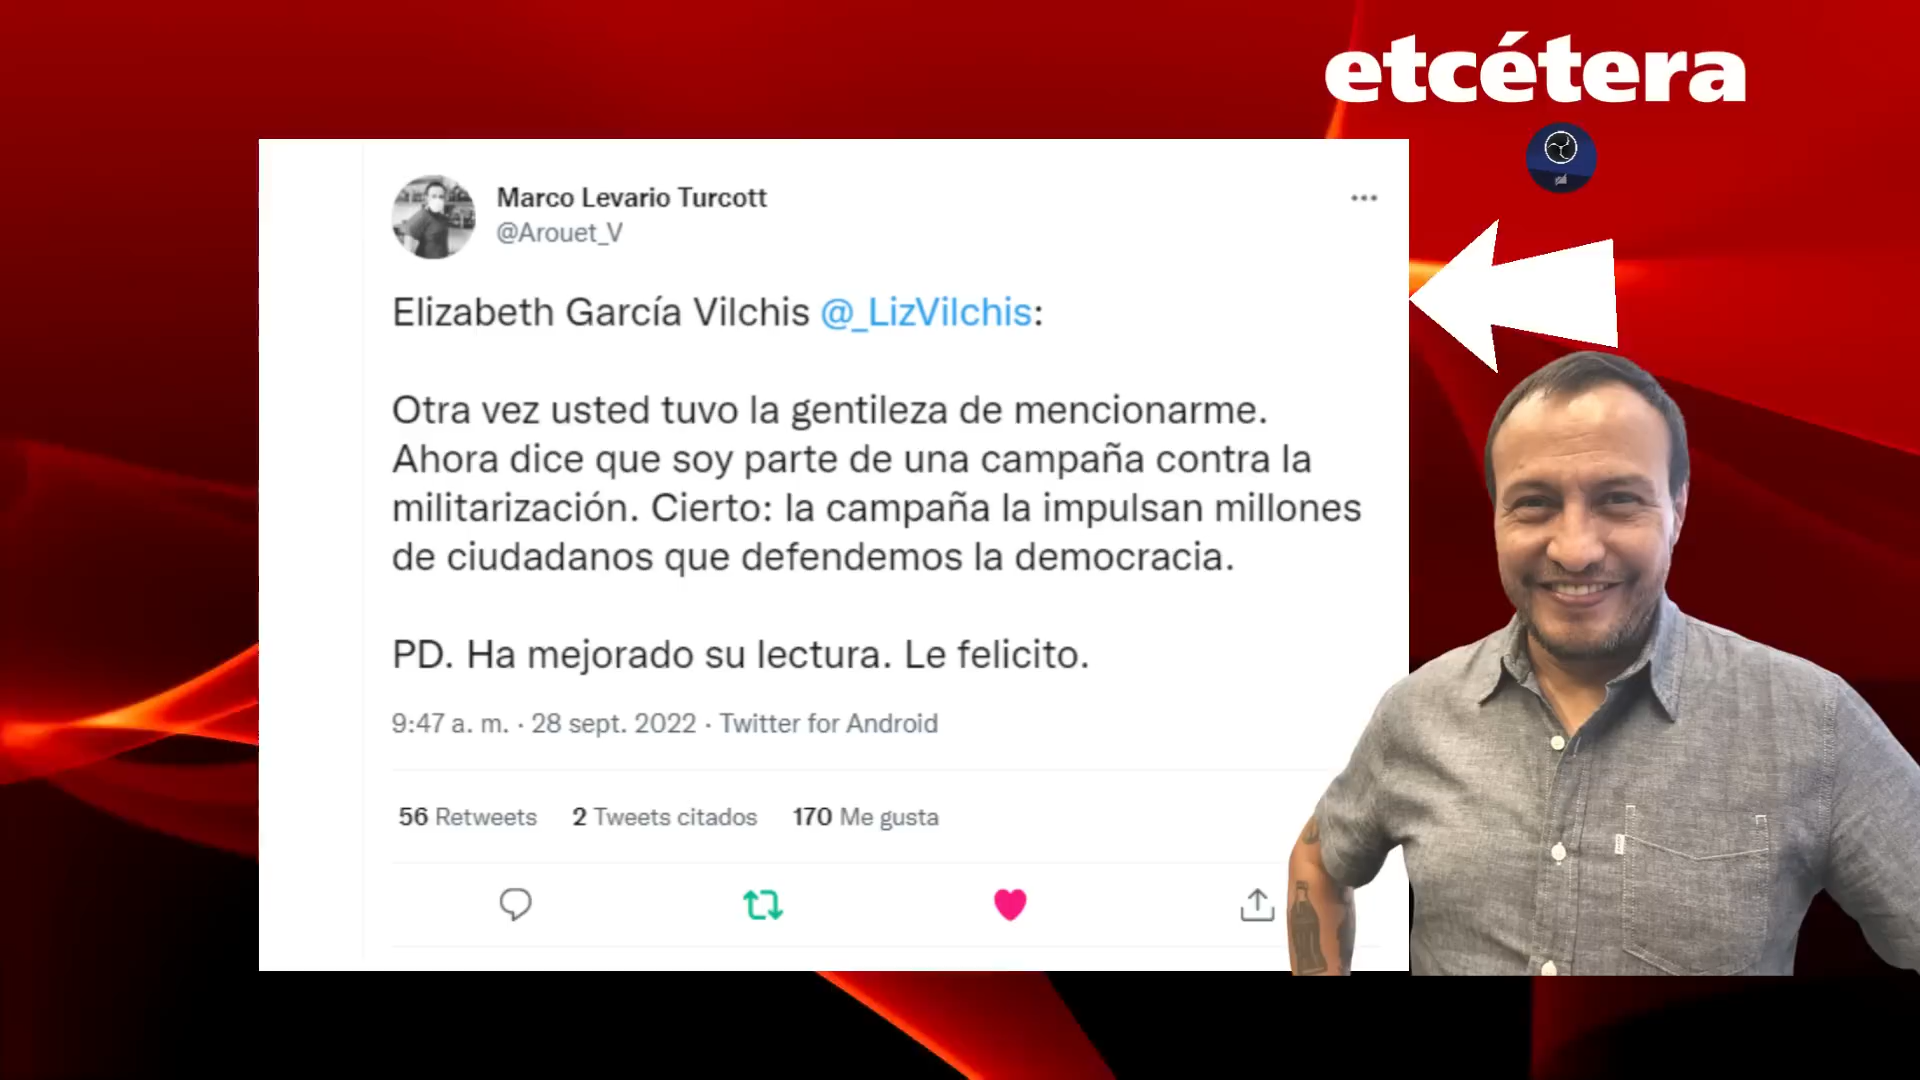 etcétera
Marco Levario Turcott
@Arouet_V
Elizabeth García Vilchis @_LizVilchis:
Otra vez usted tuvo la gentileza de mencionarme.
Ahora dice que soy parte de una campaña contra la
militarización. Cierto: la campaña la impulsan millones
de ciudadanos que defendemos la democracia.
PD. Ha mejorado su lectura. Le felicito.
9:47 a. m. · 28 sept. 2022 · Twitter for Android
56 Retweets 2 Tweets citados 170 Me gusta